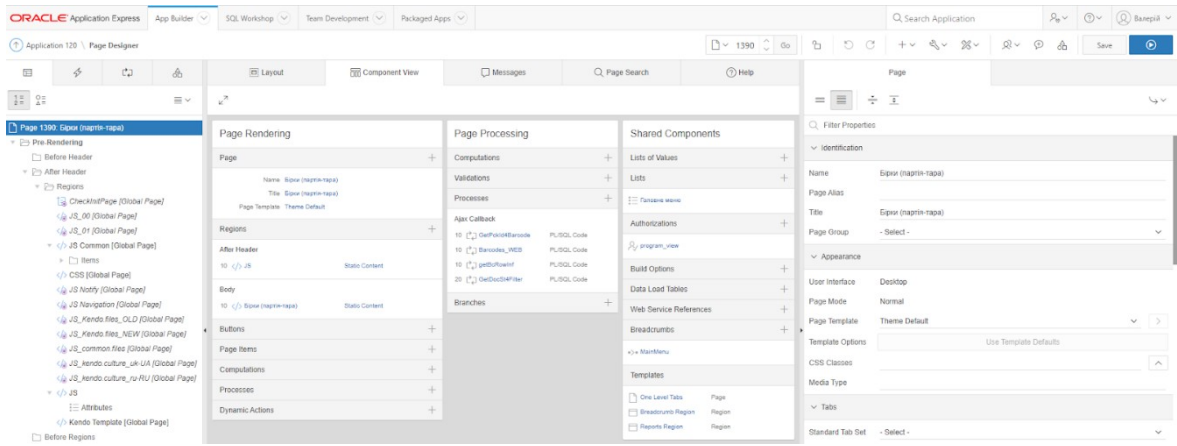 ORACLE Application Express App Builder SQL Workshop Team Development Packaged Apps Search Application Валерій
Application 120 \ Page Designer 1390 Go Save
Layout Component View Messages Page Search Help Page
Page 1390: Бірки (партія-тара)
Pre-Rendering
Before Header
After Header
Regions
CheckInitPage [Global Page]
JS_00 [Global Page]
JS_01 [Global Page]
JS Common [Global Page]
Items
CSS [Global Page]
JS Notify [Global Page]
JS Navigation [Global Page]
JS_Kendo.files_OLD [Global Page]
JS_Kendo.files_NEW [Global Page]
JS_common.files [Global Page]
JS_kendo.culture_uk-UA [Global Page]
JS_kendo.culture_ru-RU [Global Page]
JS
Attributes
Kendo Template [Global Page]
Before Regions
Page Rendering
Page
Name Бірки (партія-тара)
Title Бірки (партія-тара)
Page Template Theme Default
Regions
After Header
10 JS Static Content
Body
10 Бірки (партія-тара) Static Content
Buttons
Page Items
Computations
Processes
Dynamic Actions
Page Processing
Computations
Validations
Processes
Ajax Callback
10 PL/SQL Code
10 Barcodes_WEB PL/SQL Code
10 getBcRowInf PL/SQL Code
20 GetDocSt4Filter PL/SQL Code
Branches
Shared Components
Lists of Values
Lists
Головне меню
Authorizations
program_view
Build Options
Data Load Tables
Web Service References
Breadcrumbs
MainMenu
Templates
One Level Tabs Page
Breadcrumb Region Region
Reports Region Region
Filter Properties
Identification
Name Бірки (партія-тара)
Page Alias
Title Бірки (партія-тара)
Page Group - Select -
Appearance
User Interface Desktop
Page Mode Normal
Page Template Theme Default
Template Options Use Template Defaults
CSS Classes
Media Type
Tabs
Standard Tab Set - Select -